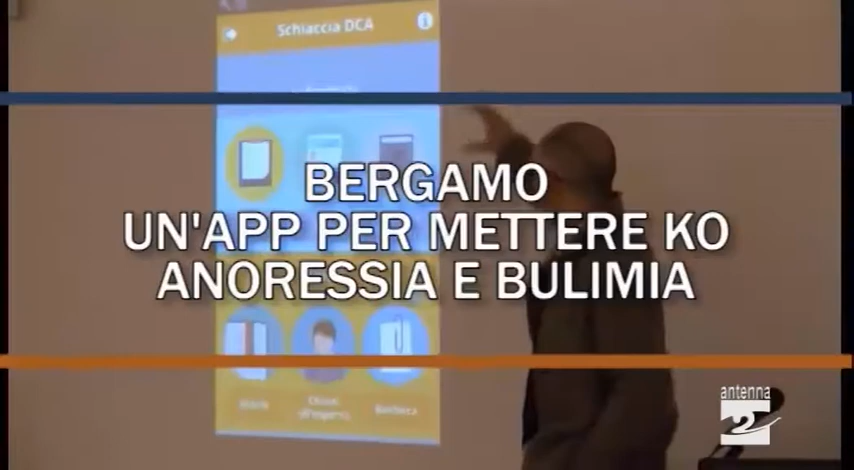 Schiaccia DCA
i
BERGAMO
UN'APP PER METTERE KO
ANORESSIA E BULIMIA
antenna
2